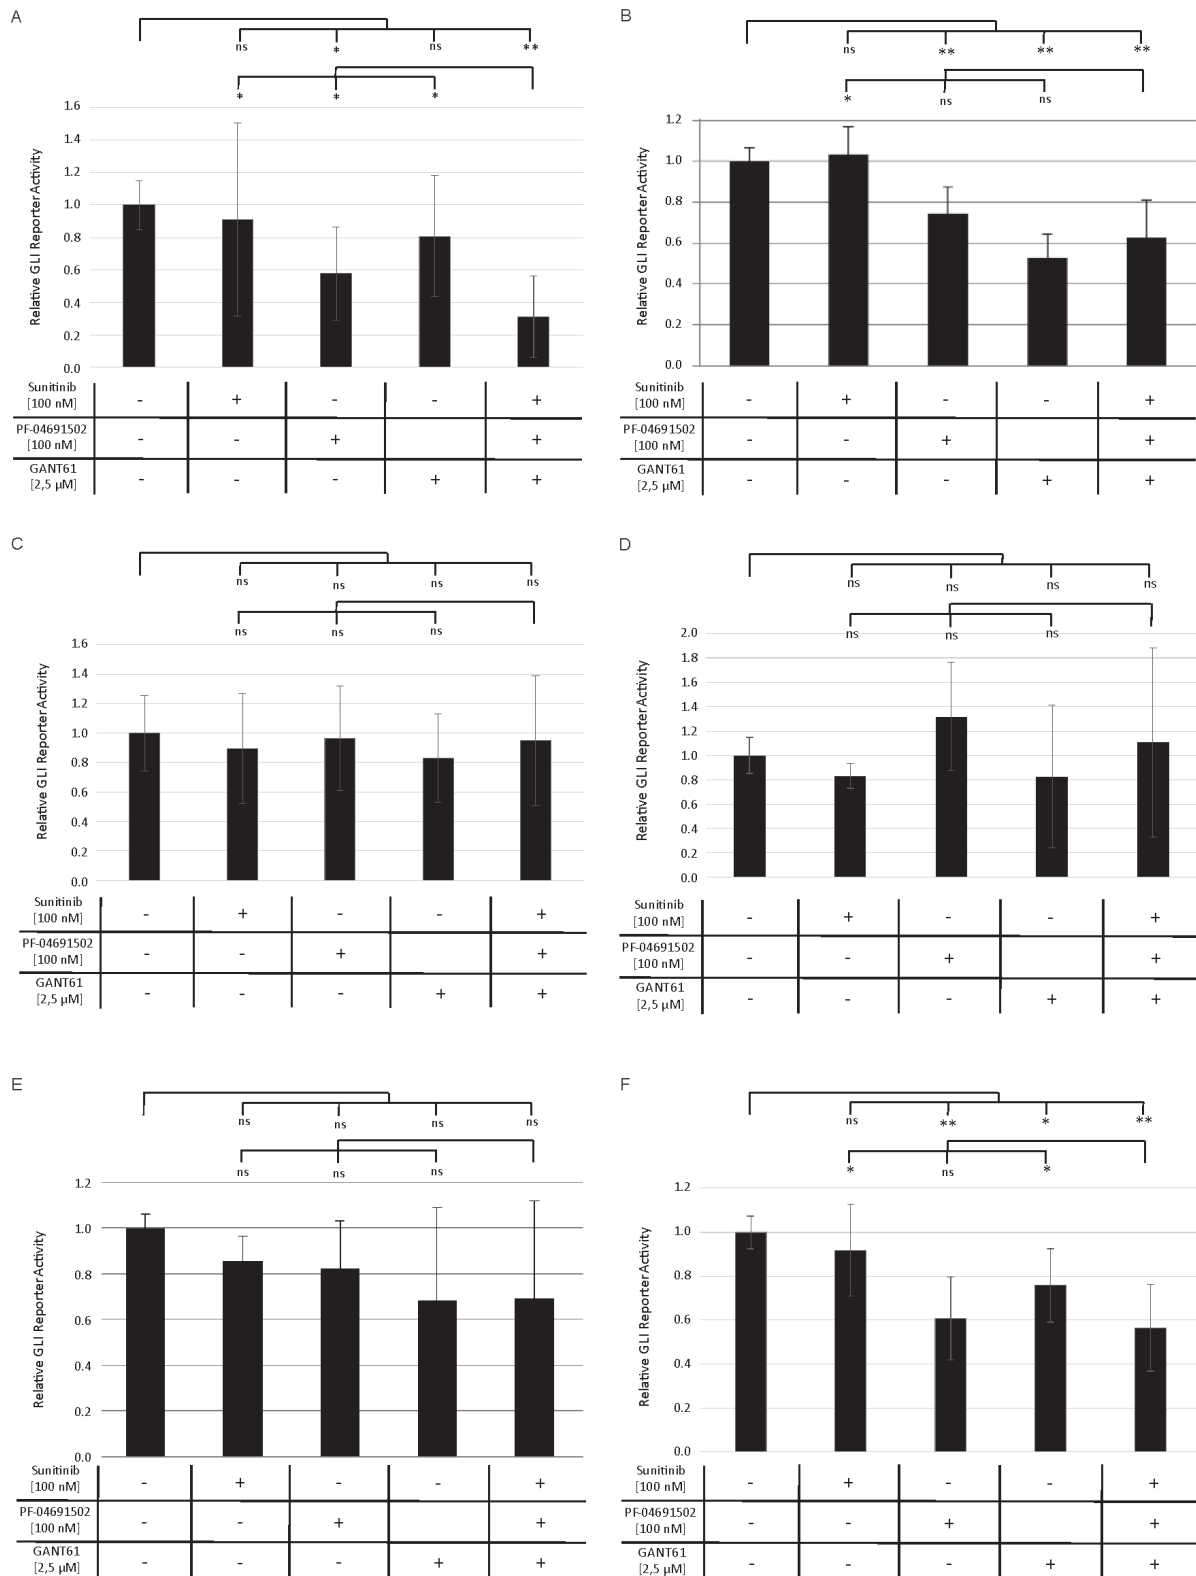 A
ns * ns **
* * *
Relative GLI Reporter Activity
1.6
1.4
1.2
1.0
0.8
0.6
0.4
0.2
0.0
Sunitinib
[100 nM] - + - - +
PF-04691502
[100 nM] - - + - +
GANT61
[2,5 µM] - - - + +
B
ns ** ** **
* ns ns
Relative GLI Reporter Activity
1.2
1.0
0.8
0.6
0.4
0.2
0.0
Sunitinib
[100 nM] - + - - +
PF-04691502
[100 nM] - - + - +
GANT61
[2,5 µM] - - - + +
C
ns ns ns ns
ns ns ns
Relative GLI Reporter Activity
1.6
1.4
1.2
1.0
0.8
0.6
0.4
0.2
0.0
Sunitinib
[100 nM] - + - - +
PF-04691502
[100 nM] - - + - +
GANT61
[2,5 µM] - - - + +
D
ns ns ns ns
ns ns ns
Relative GLI Reporter Activity
2.0
1.8
1.6
1.4
1.2
1.0
0.8
0.6
0.4
0.2
0.0
Sunitinib
[100 nM] - + - - +
PF-04691502
[100 nM] - - + - +
GANT61
[2,5 µM] - - - + +
E
ns ns ns ns
ns ns ns
Relative GLI Reporter Activity
1.2
1.0
0.8
0.6
0.4
0.2
0.0
Sunitinib
[100 nM] - + - - +
PF-04691502
[100 nM] - - + - +
GANT61
[2,5 µM] - - - + +
F
ns ** * **
* ns *
Relative GLI Reporter Activity
1.2
1.0
0.8
0.6
0.4
0.2
0.0
Sunitinib
[100 nM] - + - - +
PF-04691502
[100 nM] - - + - +
GANT61
[2,5 µM] - - - + +